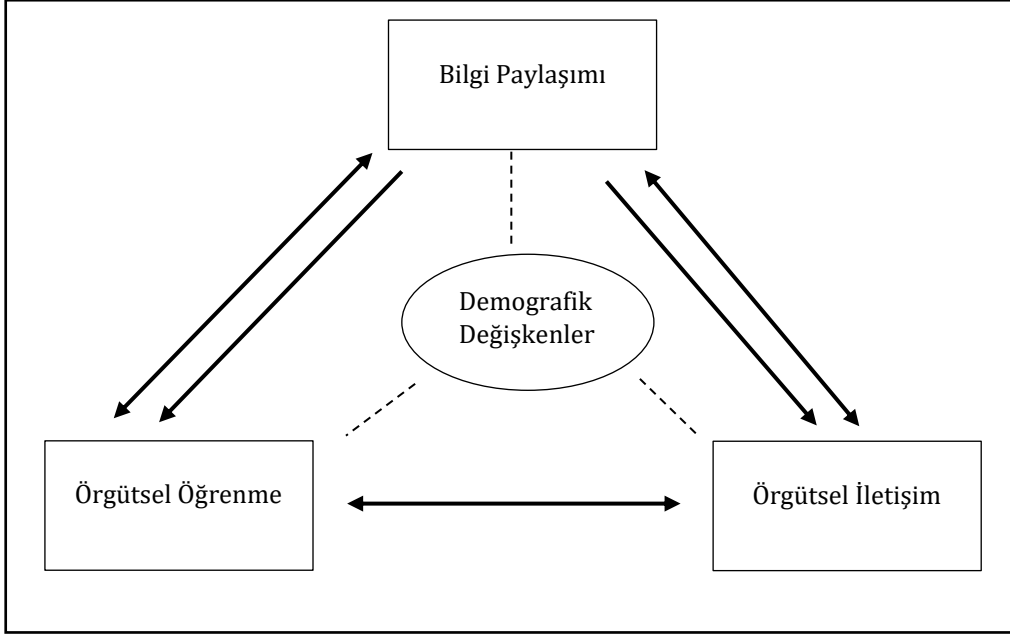 Bilgi Paylaşımı
Demografik
Değişkenler
Örgütsel Öğrenme
Örgütsel İletişim